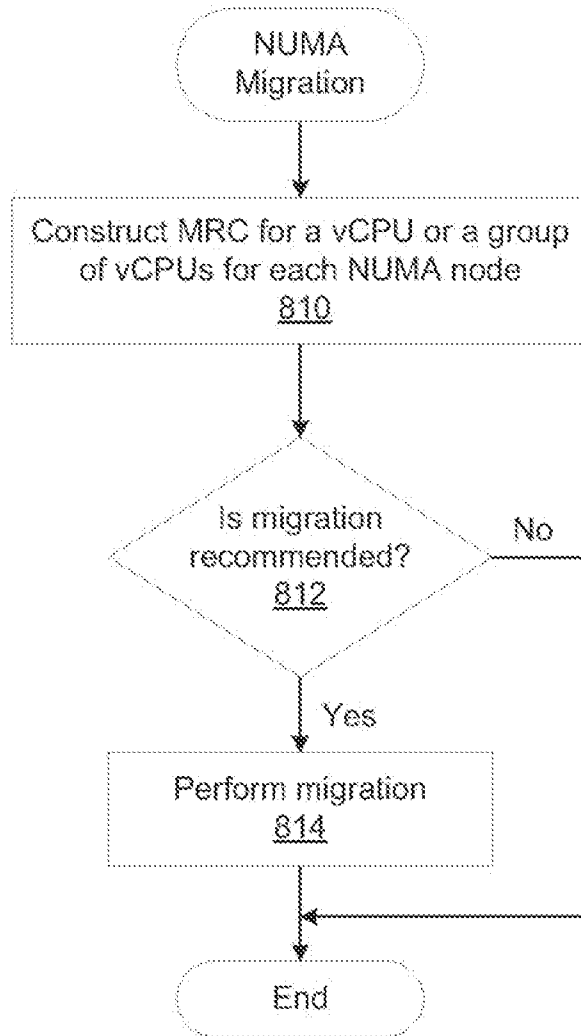 NUMA
Migration
Construct MRC for a vCPU or a group
of vCPUs for each NUMA node
810
Is migration
recommended?
812
No
Yes
Perform migration
814
End